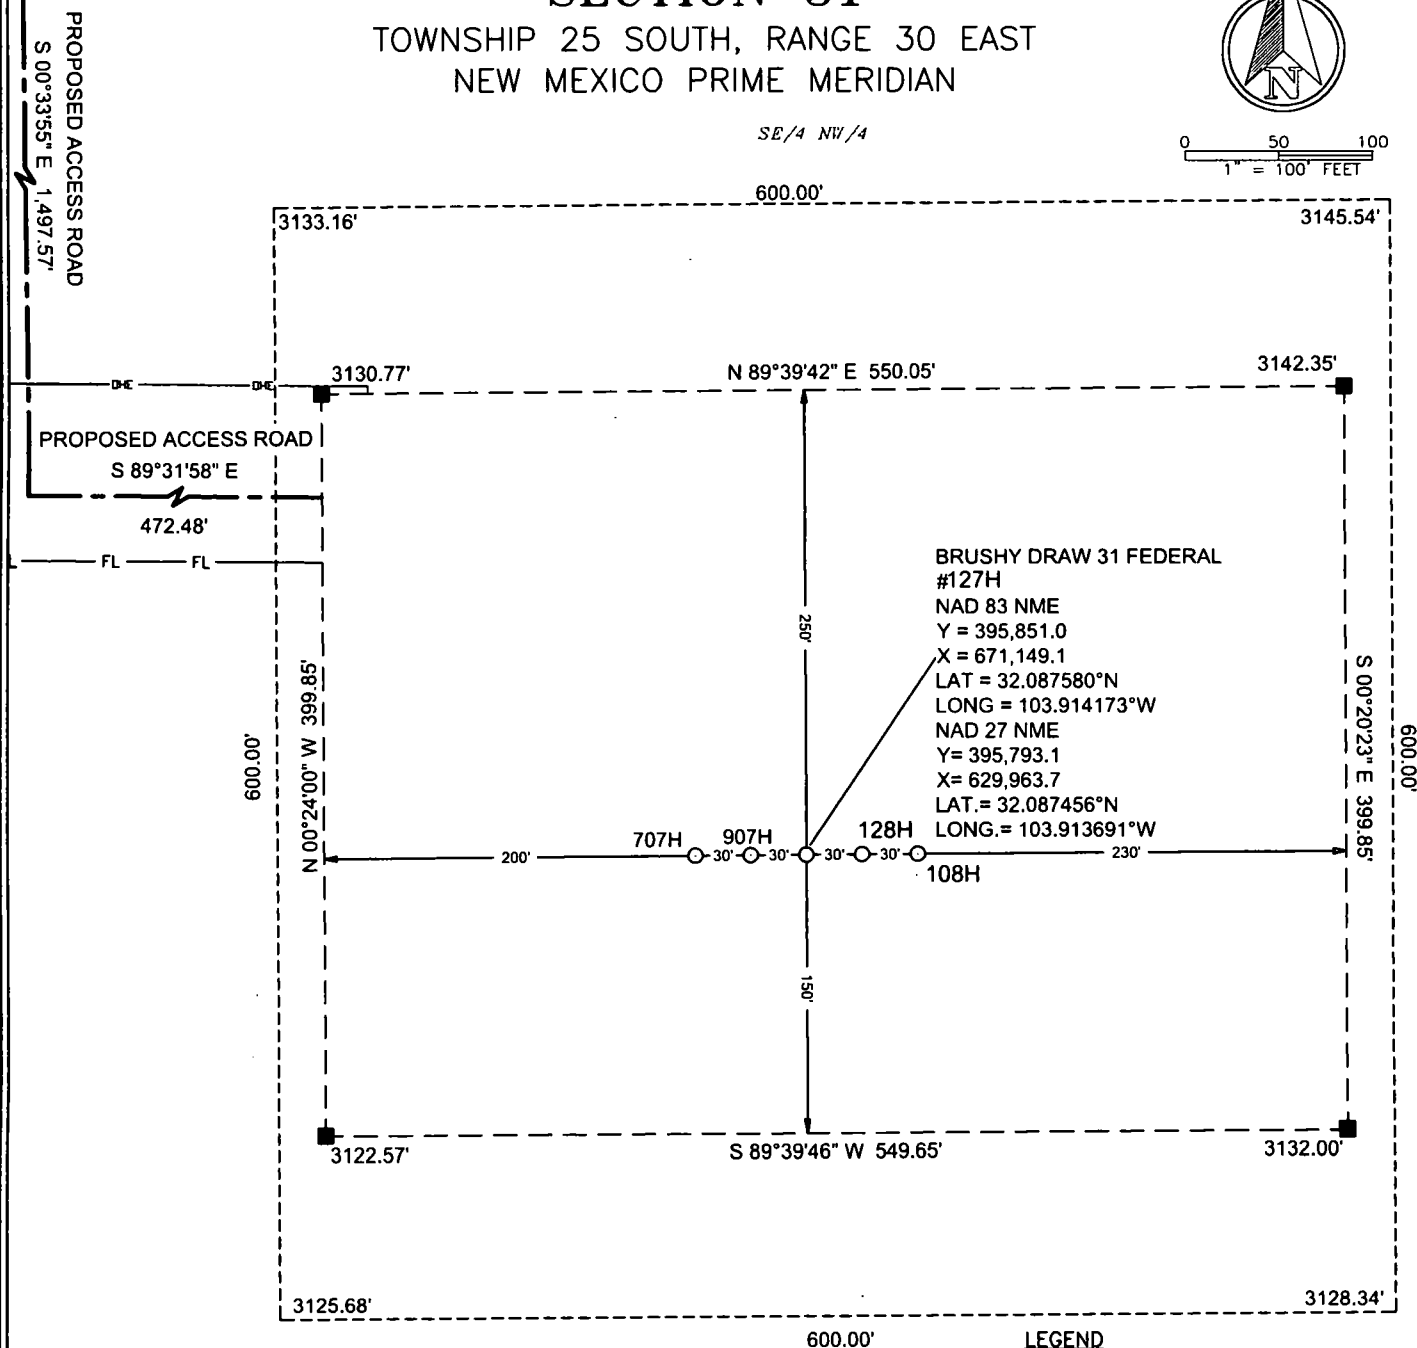 SECTION 31
TOWNSHIP 25 SOUTH, RANGE 30 EAST
NEW MEXICO PRIME MERIDIAN
SE/4 NW/4
N
0 50 100
1" = 100' FEET
PROPOSED ACCESS ROAD
S 00°33'55" E 1,497.57'
600.00'
3133.16'
3145.54'
3130.77'
N 89°39'42" E 550.05'
3142.35'
OHE OHE
PROPOSED ACCESS ROAD
S 89°31'58" E
472.48'
FL FL
BRUSHY DRAW 31 FEDERAL
#127H
NAD 83 NME
Y = 395,851.0
X = 671,149.1
LAT = 32.087580°N
LONG = 103.914173°W
NAD 27 NME
Y= 395,793.1
X= 629,963.7
LAT.= 32.087456°N
LONG.= 103.913691°W
250'
N 00°24'00" W 399.85'
600.00'
S 00°20'23" E 399.85'
600.00'
707H 907H 128H
200' 30' 30' 30' 30' 230'
108H
150'
3122.57'
S 89°39'46" W 549.65'
3132.00'
3125.68'
3128.34'
600.00'
LEGEND